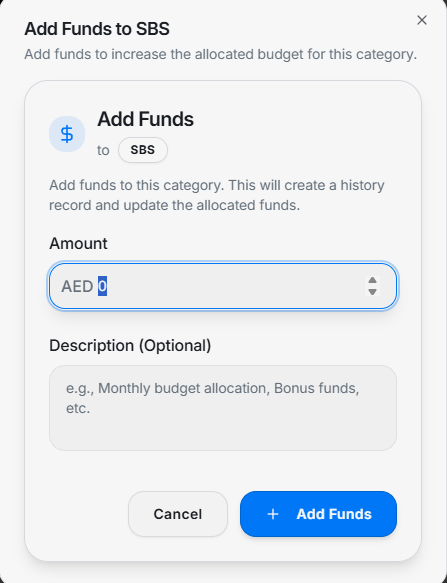 Add Funds to SBS
Add funds to increase the allocated budget for this category.
$
Add Funds
to SBS
Add funds to this category. This will create a history
record and update the allocated funds.
Amount
AED 0
Description (Optional)
e.g., Monthly budget allocation, Bonus funds,
etc.
Cancel
+ Add Funds